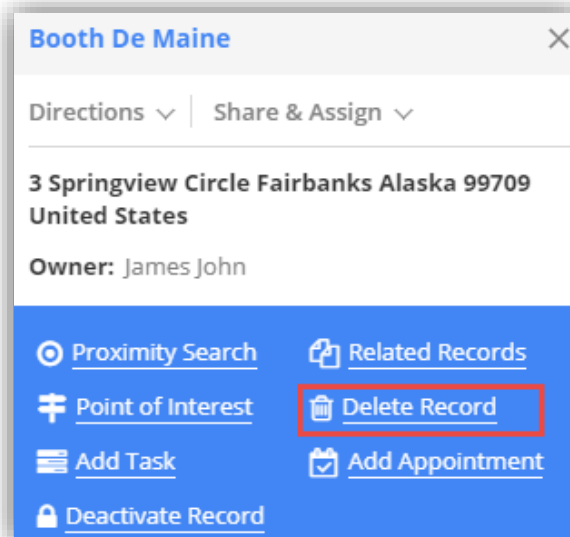 Booth De Maine
Directions Share & Assign
3 Springview Circle Fairbanks Alaska 99709
United States
Owner: James John
Proximity Search Related Records
Point of Interest Delete Record
Add Task Add Appointment
Deactivate Record